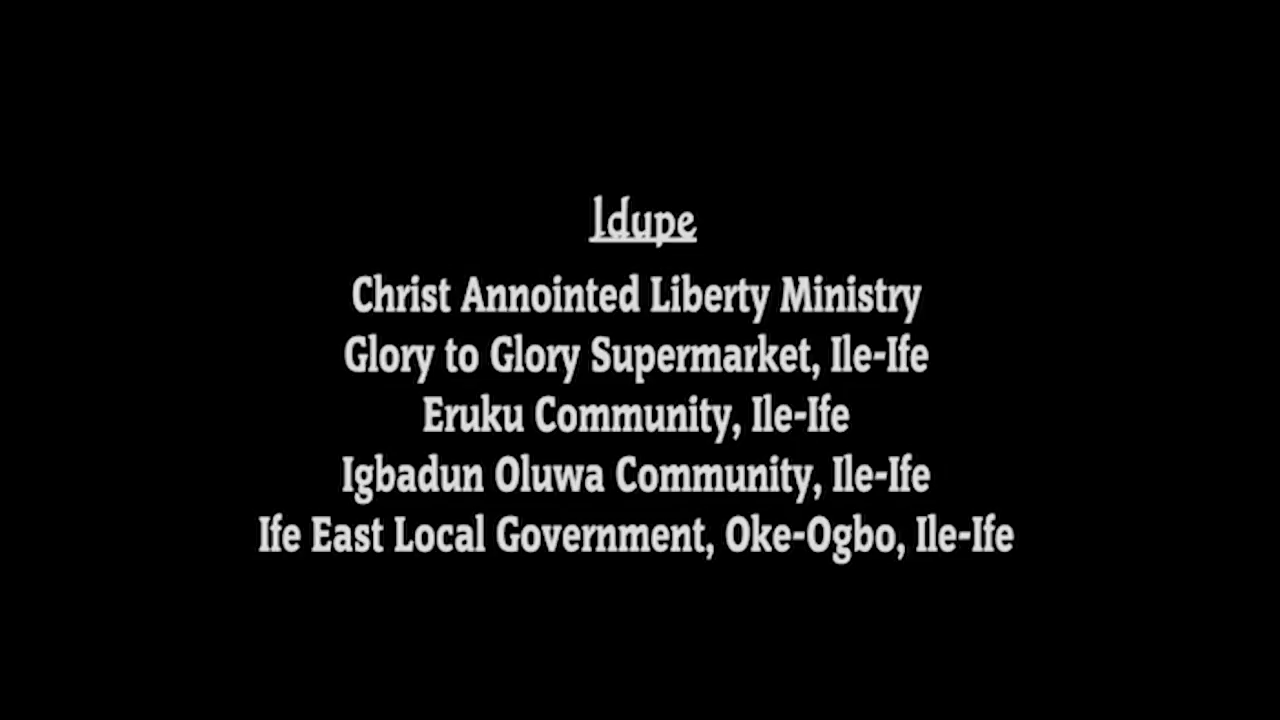 Idupe
Christ Annointed Liberty Ministry
Glory to Glory Supermarket, Ile-Ife
Eruku Community, Ile-Ife
Igbadun Oluwa Community, Ile-Ife
Ife East Local Government, Oke-Ogbo, Ile-Ife